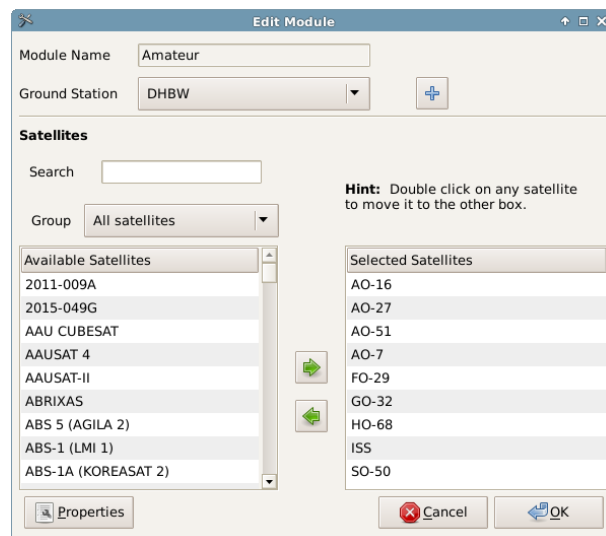 Edit Module
Module Name Amateur
Ground Station DHBW
Satellites
Search
Hint: Double click on any satellite
to move it to the other box.
Group All satellites
Available Satellites
2011-009A
2015-049G
AAU CUBESAT
AAUSAT 4
AAUSAT-II
ABRIXAS
ABS 5 (AGILA 2)
ABS-1 (LMI 1)
ABS-1A (KOREASAT 2)
Selected Satellites
AO-16
AO-27
AO-51
AO-7
FO-29
GO-32
HO-68
ISS
SO-50
Properties
Cancel
OK